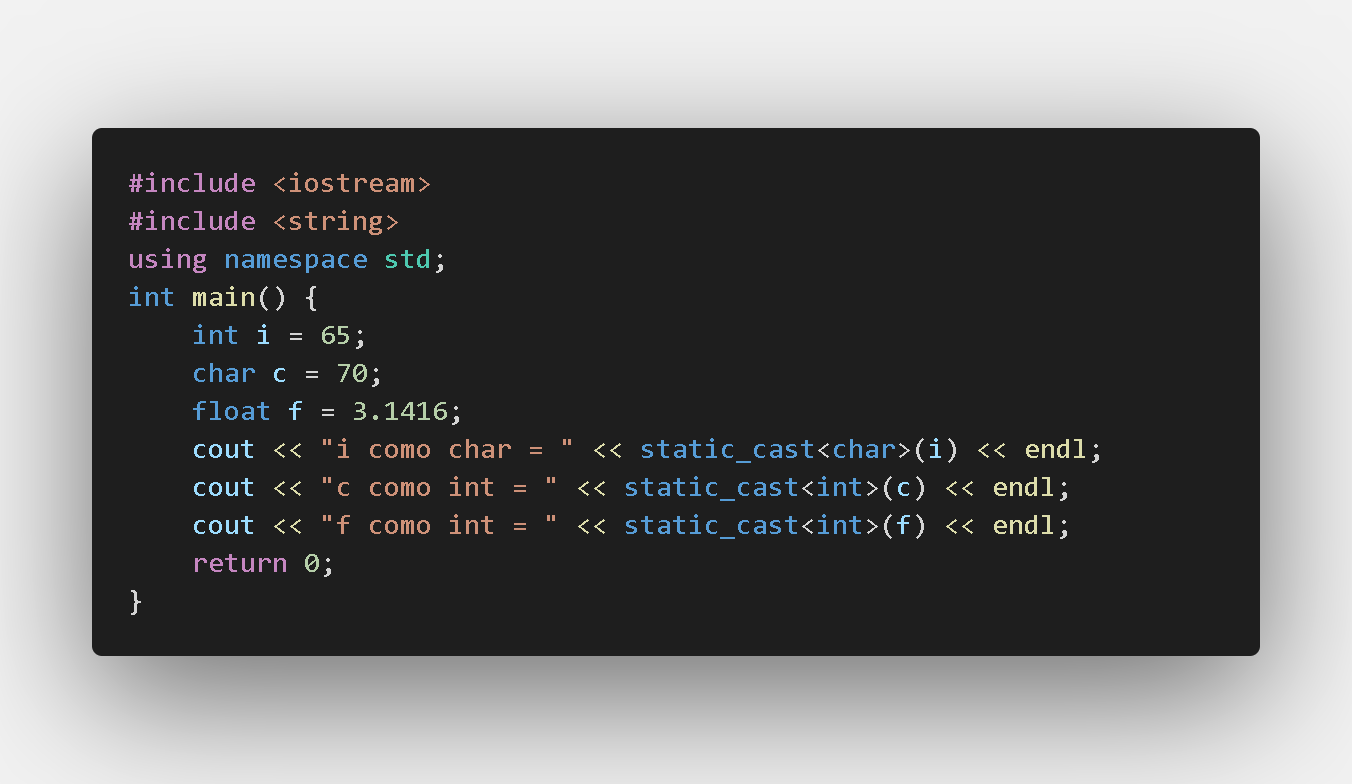 #include <iostream>
#include <string>
using namespace std;
int main() {
    int i = 65;
    char c = 70;
    float f = 3.1416;
    cout << "i como char = " << static_cast<char>(i) << endl;
    cout << "c como int = " << static_cast<int>(c) << endl;
    cout << "f como int = " << static_cast<int>(f) << endl;
    return 0;
}